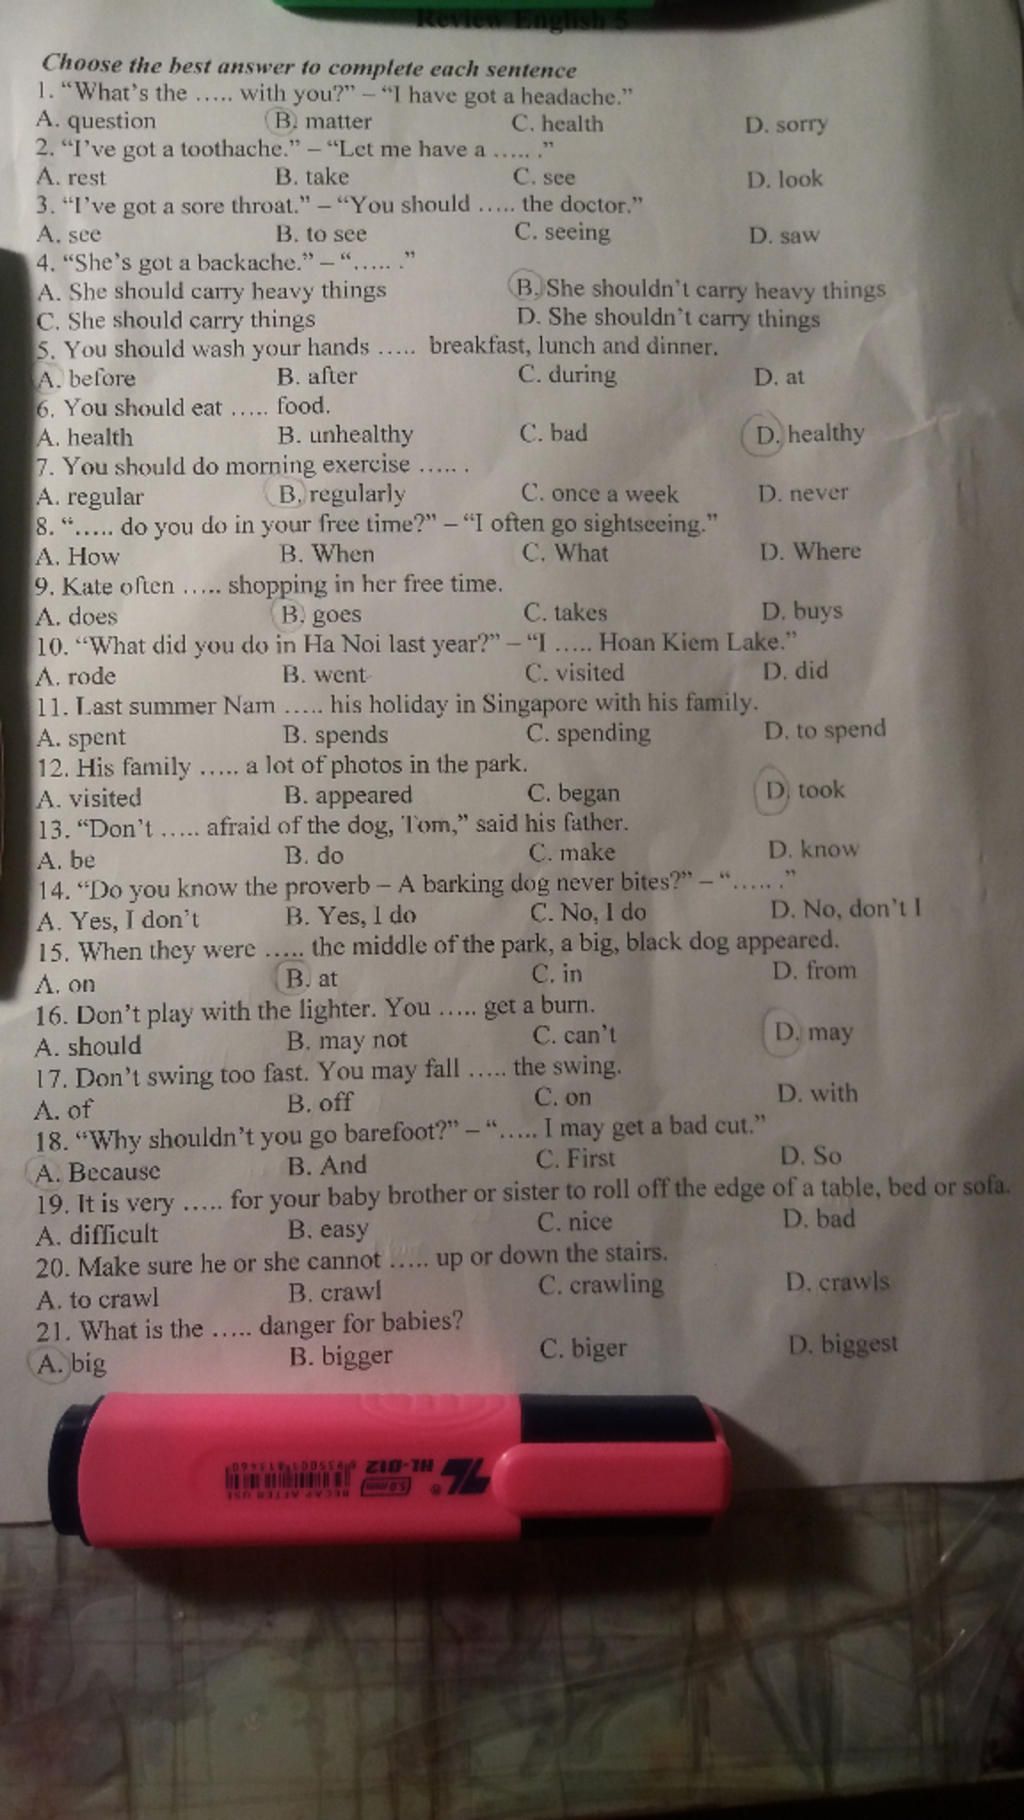 Review English 5
Choose the best answer to complete each sentence
1. “What’s the ….. with you?” – “I have got a headache.”
A. question B. matter C. health D. sorry
2. “I’ve got a toothache.” – “Let me have a ….. .”
A. rest B. take C. see D. look
3. “I’ve got a sore throat.” – “You should ….. the doctor.”
A. see B. to see C. seeing D. saw
4. “She’s got a backache.” – “….. .”
A. She should carry heavy things B. She shouldn’t carry heavy things
C. She should carry things D. She shouldn’t carry things
5. You should wash your hands ….. breakfast, lunch and dinner.
A. before B. after C. during D. at
6. You should eat ….. food.
A. health B. unhealthy C. bad D. healthy
7. You should do morning exercise ….. .
A. regular B. regularly C. once a week D. never
8. “….. do you do in your free time?” – “I often go sightseeing.”
A. How B. When C. What D. Where
9. Kate often ….. shopping in her free time.
A. does B. goes C. takes D. buys
10. “What did you do in Ha Noi last year?” – “I ….. Hoan Kiem Lake.”
A. rode B. went C. visited D. did
11. Last summer Nam ….. his holiday in Singapore with his family.
A. spent B. spends C. spending D. to spend
12. His family ….. a lot of photos in the park.
A. visited B. appeared C. began D. took
13. “Don’t ….. afraid of the dog, Tom,” said his father.
A. be B. do C. make D. know
14. “Do you know the proverb – A barking dog never bites?” – “….. .”
A. Yes, I don’t B. Yes, I do C. No, I do D. No, don’t I
15. When they were ….. the middle of the park, a big, black dog appeared.
A. on B. at C. in D. from
16. Don’t play with the lighter. You ….. get a burn.
A. should B. may not C. can’t D. may
17. Don’t swing too fast. You may fall ….. the swing.
A. of B. off C. on D. with
18. “Why shouldn’t you go barefoot?” – “….. I may get a bad cut.”
A. Because B. And C. First D. So
19. It is very ….. for your baby brother or sister to roll off the edge of a table, bed or sofa.
A. difficult B. easy C. nice D. bad
20. Make sure he or she cannot ….. up or down the stairs.
A. to crawl B. crawl C. crawling D. crawls
21. What is the ….. danger for babies?
A. big B. bigger C. biger D. biggest
HL-012
5.0 mm
RECAP AFTER USE